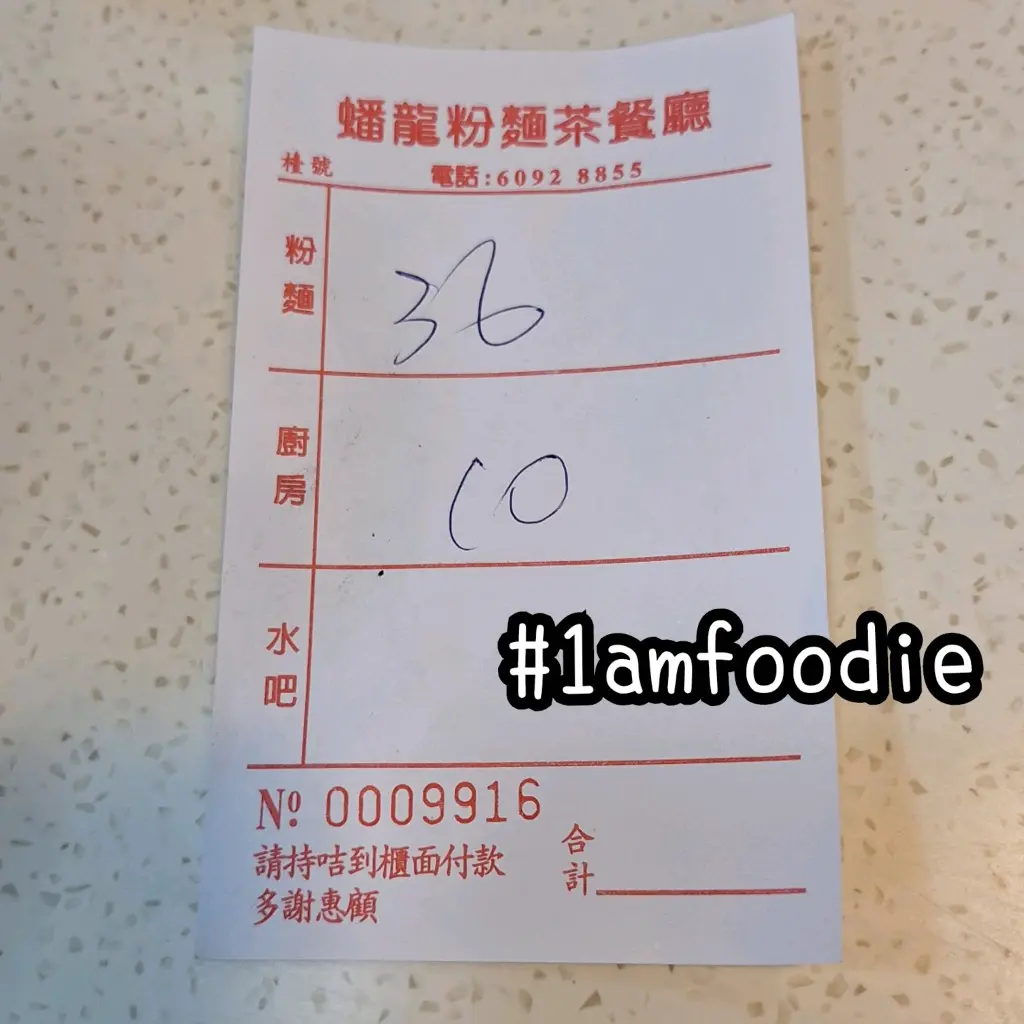 蟠龍粉麵茶餐廳
檯號
電話:6092 8855
粉麵
36
廚房
10
水吧
#1amfoodie
Nº 0009916
請持咭到櫃面付款
多謝惠顧
合計